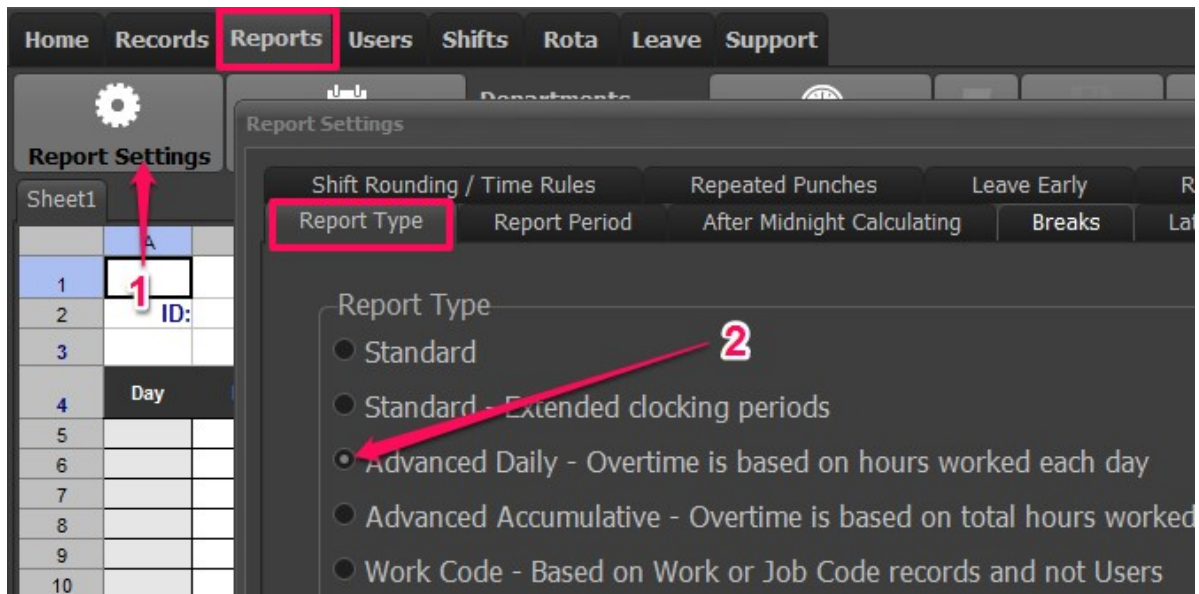 Home Records Reports Users Shifts Rota Leave Support
Report Settings
Report Settings
Sheet1
Shift Rounding / Time Rules Repeated Punches Leave Early
Report Type Report Period After Midnight Calculating Breaks
A
1
2 ID:
3
4 Day
5
6
7
8
9
10
1
2
Report Type
Standard
Standard - Extended clocking periods
Advanced Daily - Overtime is based on hours worked each day
Advanced Accumulative - Overtime is based on total hours worked
Work Code - Based on Work or Job Code records and not Users